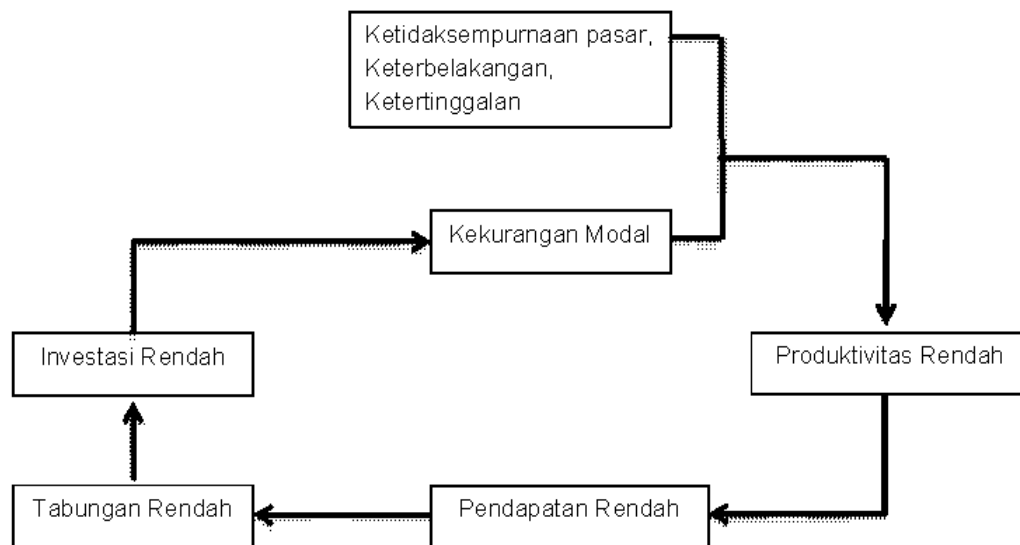 Ketidaksempurnaan pasar,
Keterbelakangan,
Ketertinggalan
Kekurangan Modal
Investasi Rendah
Produktivitas Rendah
Tabungan Rendah
Pendapatan Rendah